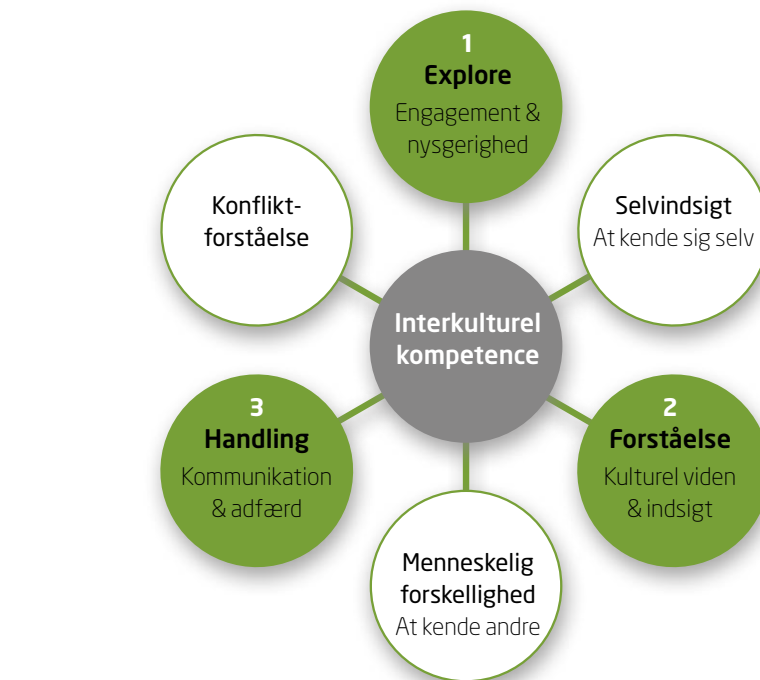 1
Explore
Engagement &
nysgerighed
Konflikt-
forståelse
Selvindsigt
At kende sig selv
Interkulturel
kompetence
3
Handling
Kommunikation
& adfærd
2
Forståelse
Kulturel viden
& indsigt
Menneskelig
forskellighed
At kende andre